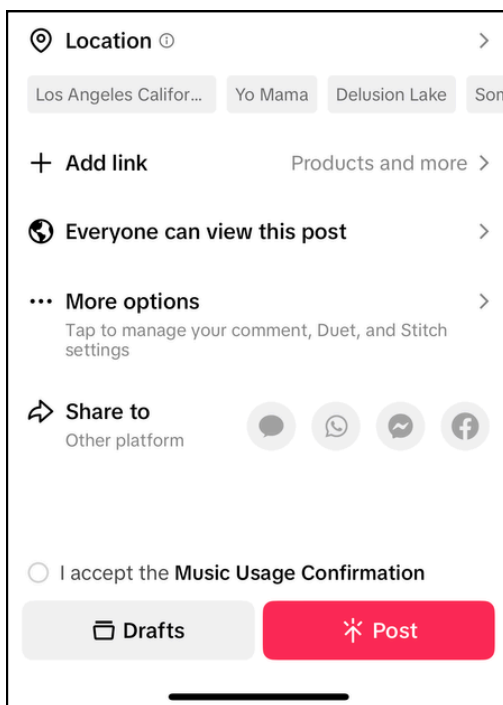 Location
Los Angeles Califor...
Yo Mama
Delusion Lake
Son
Add link
Products and more
Everyone can view this post
More options
Tap to manage your comment, Duet, and Stitch
settings
Share to
Other platform
I accept the Music Usage Confirmation
Drafts
Post